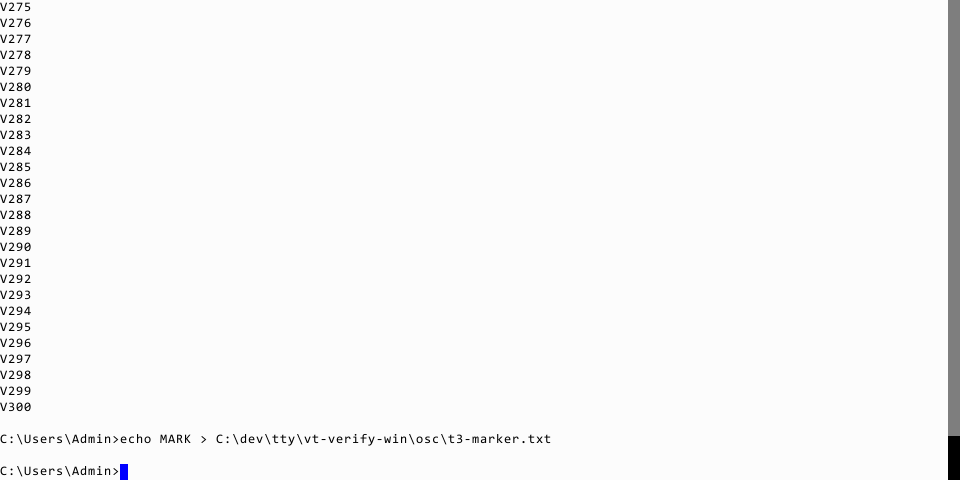 V275
V276
V277
V278
V279
V280
V281
V282
V283
V284
V285
V286
V287
V288
V289
V290
V291
V292
V293
V294
V295
V296
V297
V298
V299
V300
C:\Users\Admin>echo MARK > C:\dev\tty\vt-verify-win\osc\t3-marker.txt
C:\Users\Admin>